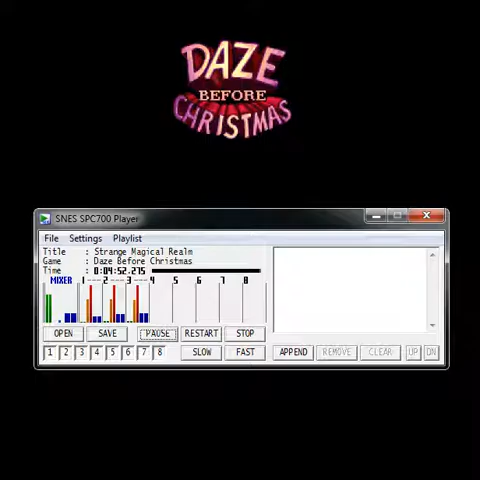 DAZE
BEFORE
CHRISTMAS
SNES SPC700 Player
File Settings Playlist
Title : Strange Magical Realm
Game : Daze Before Christmas
Time : 0:04:52,275
MIXER 1 2 3 4 5 6 7 8
OPEN SAVE PAUSE RESTART STOP
1 2 3 4 5 6 7 8 SLOW FAST
APPEND REMOVE CLEAR UP DN